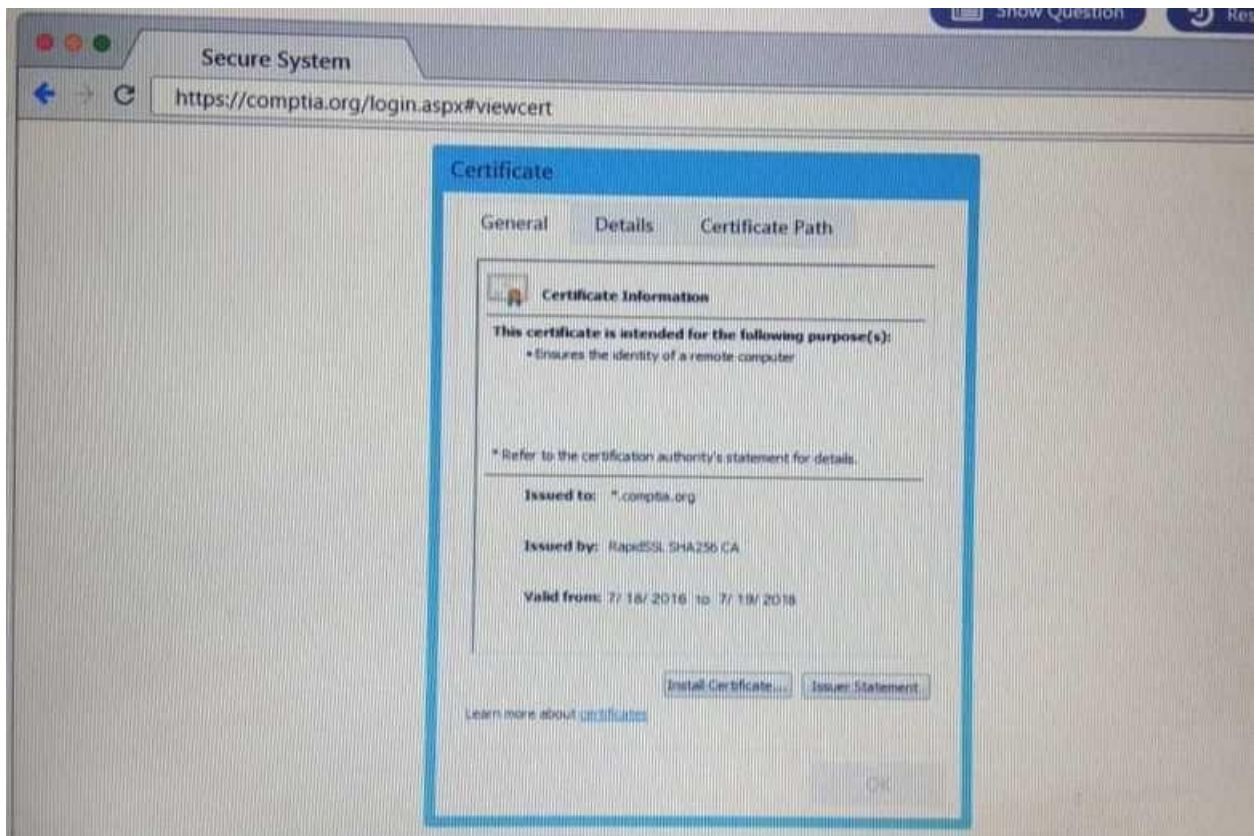 Show Question
Res
Secure System
https://comptia.org/login.aspx#viewcert
Certificate
General Details Certificate Path
Certificate Information
This certificate is intended for the following purpose(s):
•Ensures the identity of a remote computer
* Refer to the certification authority's statement for details.
Issued to: *.comptia.org
Issued by: RapidSSL SHA256 CA
Valid from: 7/ 18/ 2016 to 7/ 19/ 2018
Install Certificate... Issuer Statement
Learn more about certificates
OK